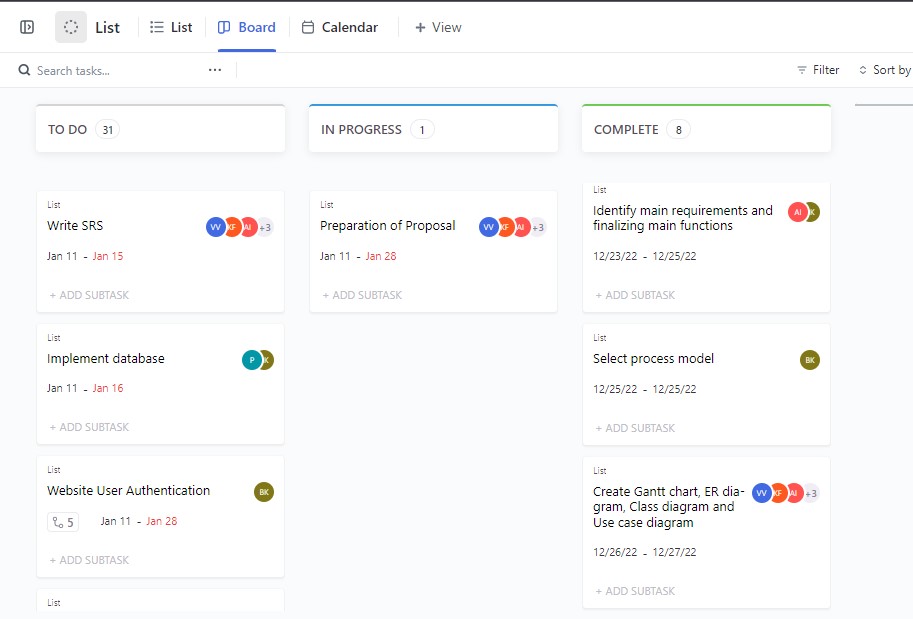 List
List
Board
Calendar
+ View
Search tasks...
...
Filter
Sort by
TO DO 31
List
Write SRS
VV KF AI +3
Jan 11 - Jan 15
+ ADD SUBTASK
List
Implement database
P K
Jan 11 - Jan 16
+ ADD SUBTASK
List
Website User Authentication
BK
5
Jan 11 - Jan 28
+ ADD SUBTASK
List
IN PROGRESS 1
List
Preparation of Proposal
VV KF AI +3
Jan 11 - Jan 28
+ ADD SUBTASK
COMPLETE 8
List
Identify main requirements and
finalizing main functions
AI K
12/23/22 - 12/25/22
+ ADD SUBTASK
List
Select process model
BK
12/25/22 - 12/25/22
+ ADD SUBTASK
List
Create Gantt chart, ER dia-
gram, Class diagram and
Use case diagram
VV KF AI +3
12/26/22 - 12/27/22
+ ADD SUBTASK